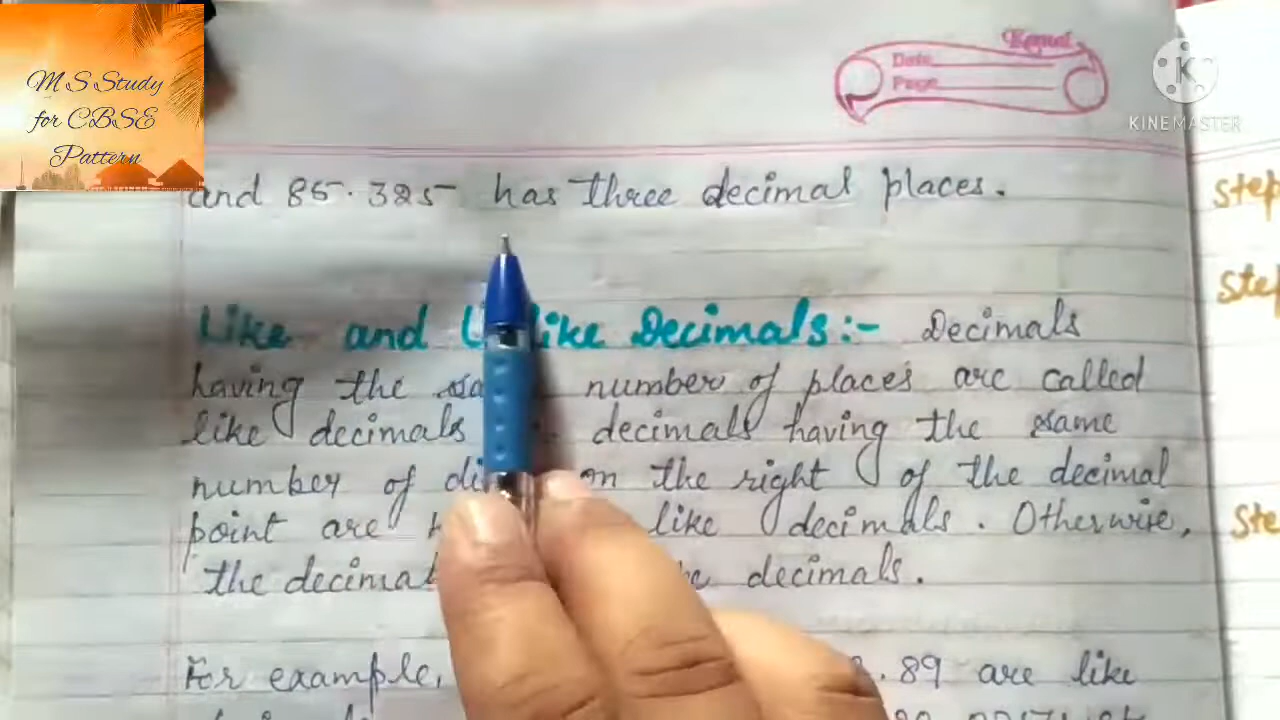 M S Study
for CBSE
Pattern
Date
Page
KINEMASTER
and 85.325 has three decimal places.
Step
Step
Like and Unlike Decimals:- Decimals
having the number of places are called
like decimals decimals having the same
number of on the right of the decimal
point are like decimals. Otherwise,
Ste
the decimal decimals.
For example, .89 are like